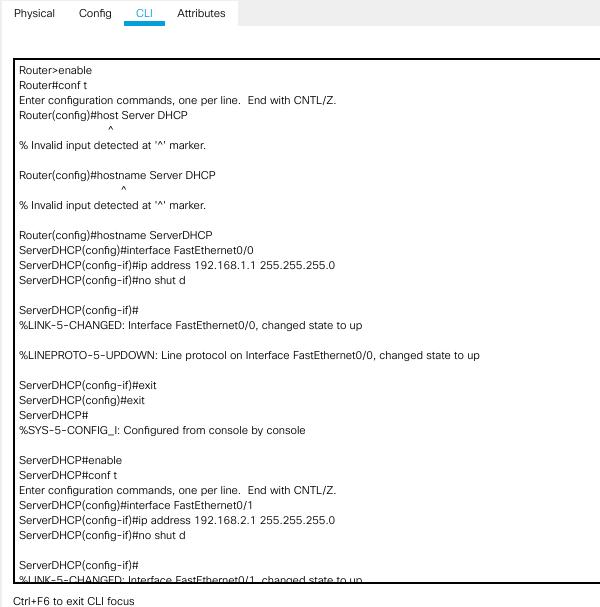 Physical Config CLI Attributes
Router>enable
Router#conf t
Enter configuration commands, one per line. End with CNTL/Z.
Router(config)#host Server DHCP
^
% Invalid input detected at '^' marker.
Router(config)#hostname Server DHCP
^
% Invalid input detected at '^' marker.
Router(config)#hostname ServerDHCP
ServerDHCP(config)#interface FastEthernet0/0
ServerDHCP(config-if)#ip address 192.168.1.1 255.255.255.0
ServerDHCP(config-if)#no shut d
ServerDHCP(config-if)#
%LINK-5-CHANGED: Interface FastEthernet0/0, changed state to up
%LINEPROTO-5-UPDOWN: Line protocol on Interface FastEthernet0/0, changed state to up
ServerDHCP(config-if)#exit
ServerDHCP(config)#exit
ServerDHCP#
%SYS-5-CONFIG_I: Configured from console by console
ServerDHCP#enable
ServerDHCP#conf t
Enter configuration commands, one per line. End with CNTL/Z.
ServerDHCP(config)#interface FastEthernet0/1
ServerDHCP(config-if)#ip address 192.168.2.1 255.255.255.0
ServerDHCP(config-if)#no shut d
ServerDHCP(config-if)#
%LINK-5-CHANGED: Interface FastEthernet0/1, changed state to up
Ctrl+F6 to exit CLI focus